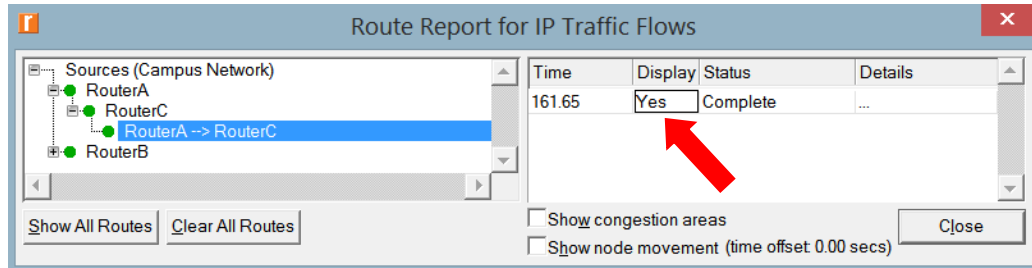 Route Report for IP Traffic Flows
Sources (Campus Network)
RouterA
RouterC
RouterA --> RouterC
RouterB
Time Display Status Details
161.65 Yes Complete ...
Show All Routes Clear All Routes
Show congestion areas
Show node movement (time offset 0.00 secs)
Close